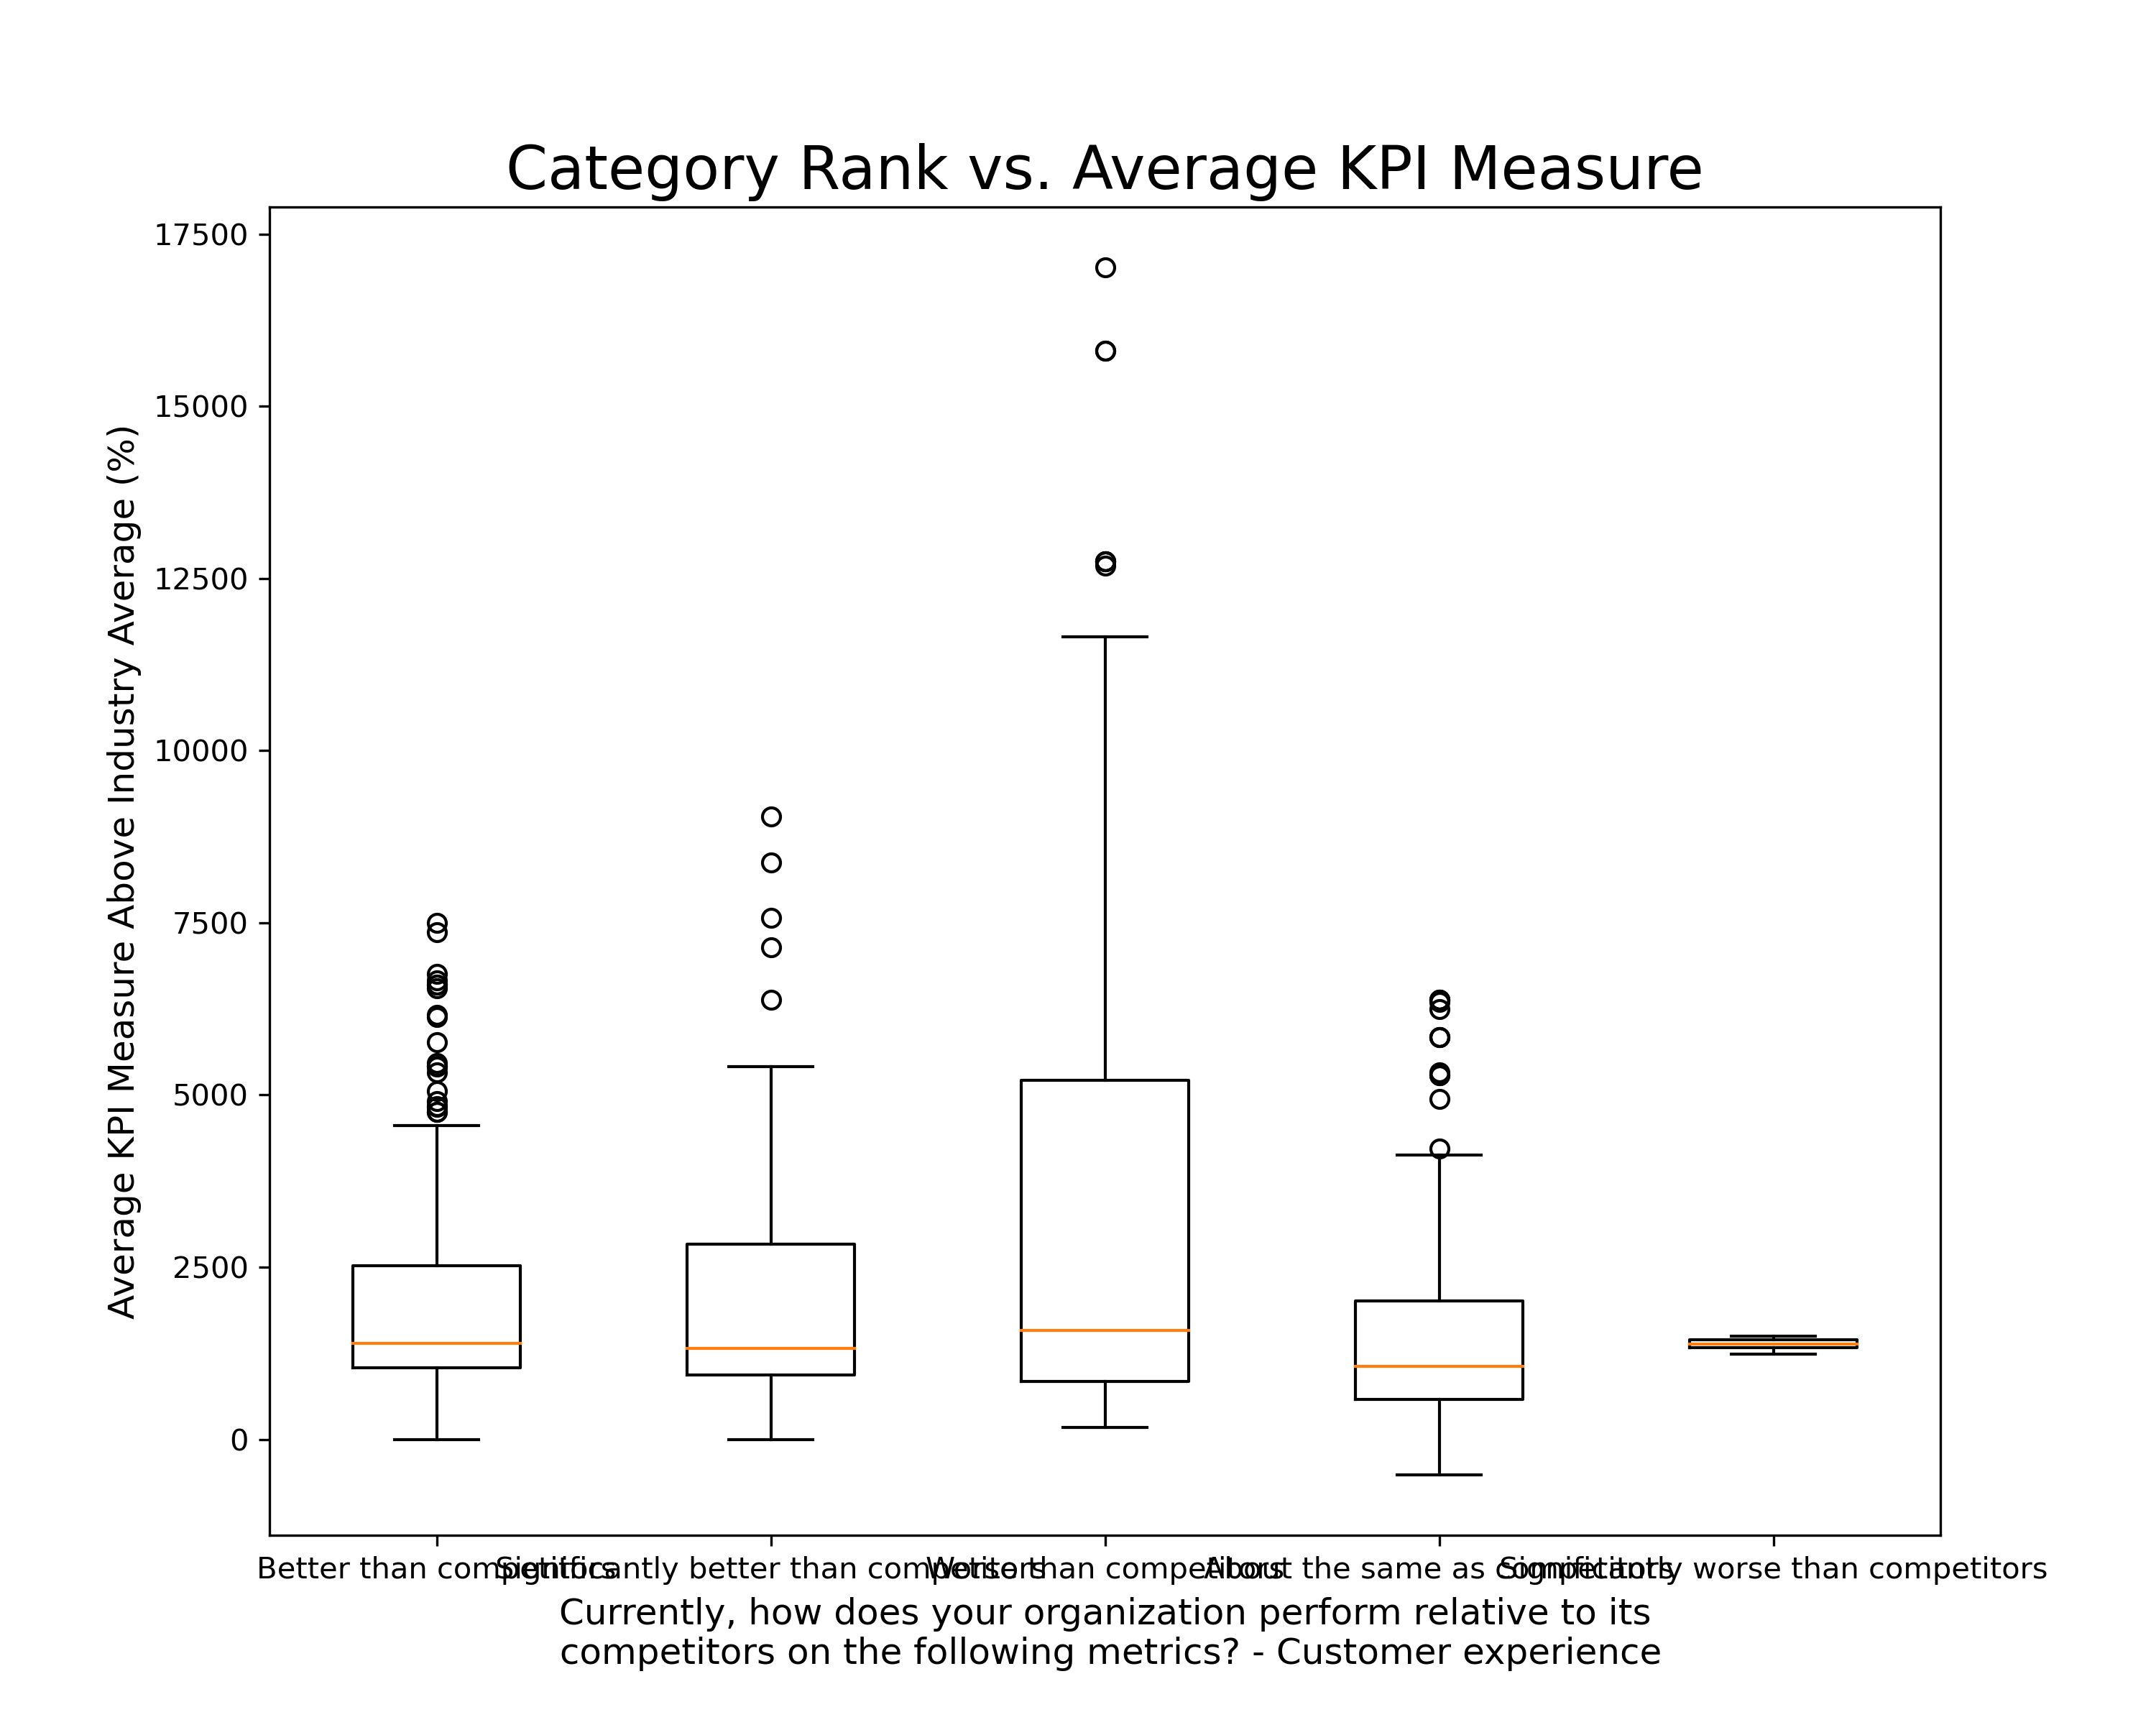 Category Rank vs. Average KPI Measure
Average KPI Measure Above Industry Average (%)
17500
15000
12500
10000
7500
5000
2500
0
Better than competitors
Significantly better than competitors
Worse than competitors
About the same as competitors
Significantly worse than competitors
Currently, how does your organization perform relative to its
competitors on the following metrics? - Customer experience